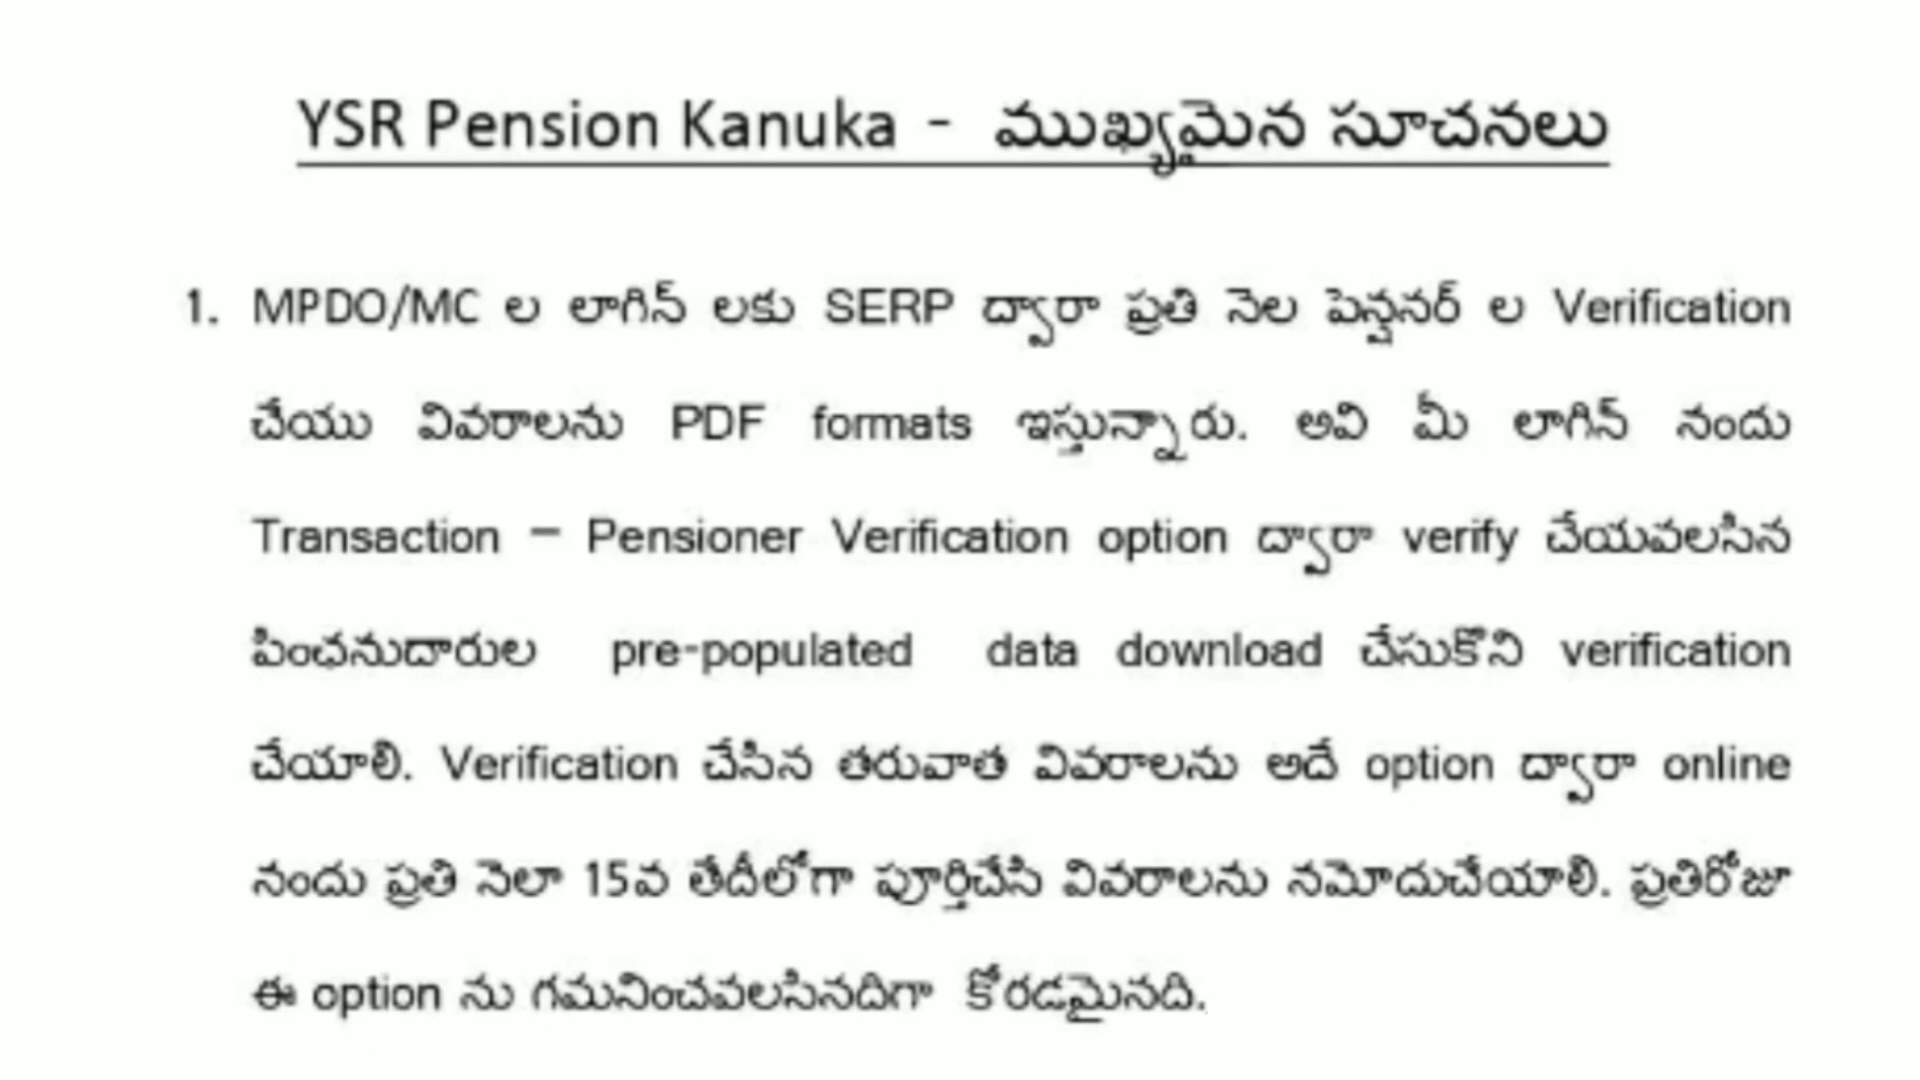 YSR Pension Kanuka - ముఖ్యమైన సూచనలు
1. MPDO/MC ల లాగిన్ లకు SERP ద్వారా ప్రతి నెల పెన్షనర్ ల Verification
చేయు వివరాలను PDF formats ఇస్తున్నారు. అవి మీ లాగిన్ నందు
Transaction – Pensioner Verification option ద్వారా verify చేయవలసిన
పింఛనుదారుల pre-populated data download చేసుకొని verification
చేయాలి. Verification చేసిన తరువాత వివరాలను అదే option ద్వారా online
నందు ప్రతి నెలా 15వ తేదీలోగా పూర్తిచేసి వివరాలను నమోదుచేయాలి. ప్రతిరోజూ
ఈ option ను గమనించవలసినదిగా కోరడమైనది.